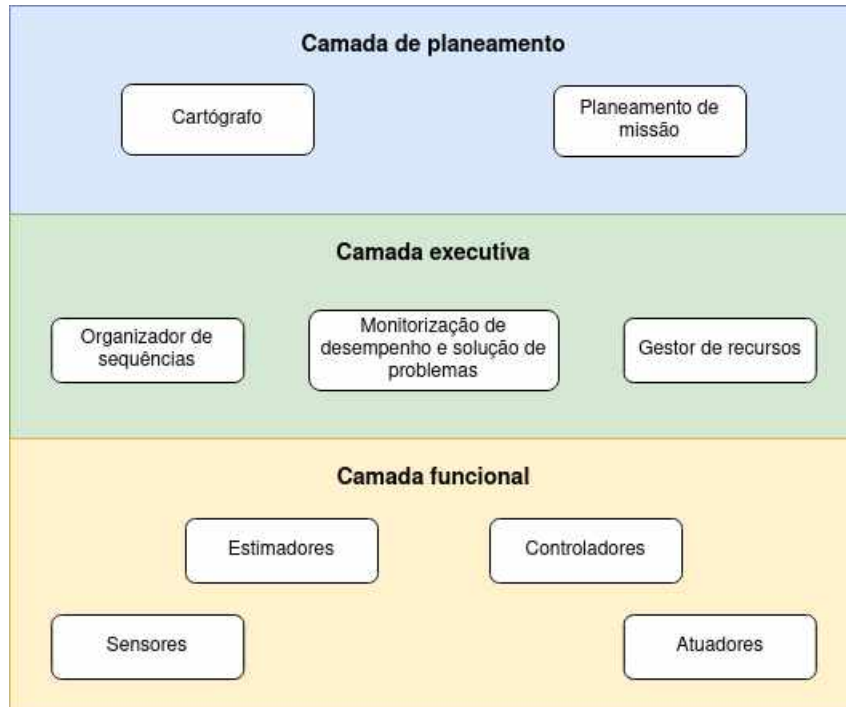 Camada de planeamento
Cartógrafo
Planeamento de
missão
Camada executiva
Organizador de
sequências
Monitorização de
desempenho e solução de
problemas
Gestor de recursos
Camada funcional
Estimadores
Controladores
Sensores
Atuadores